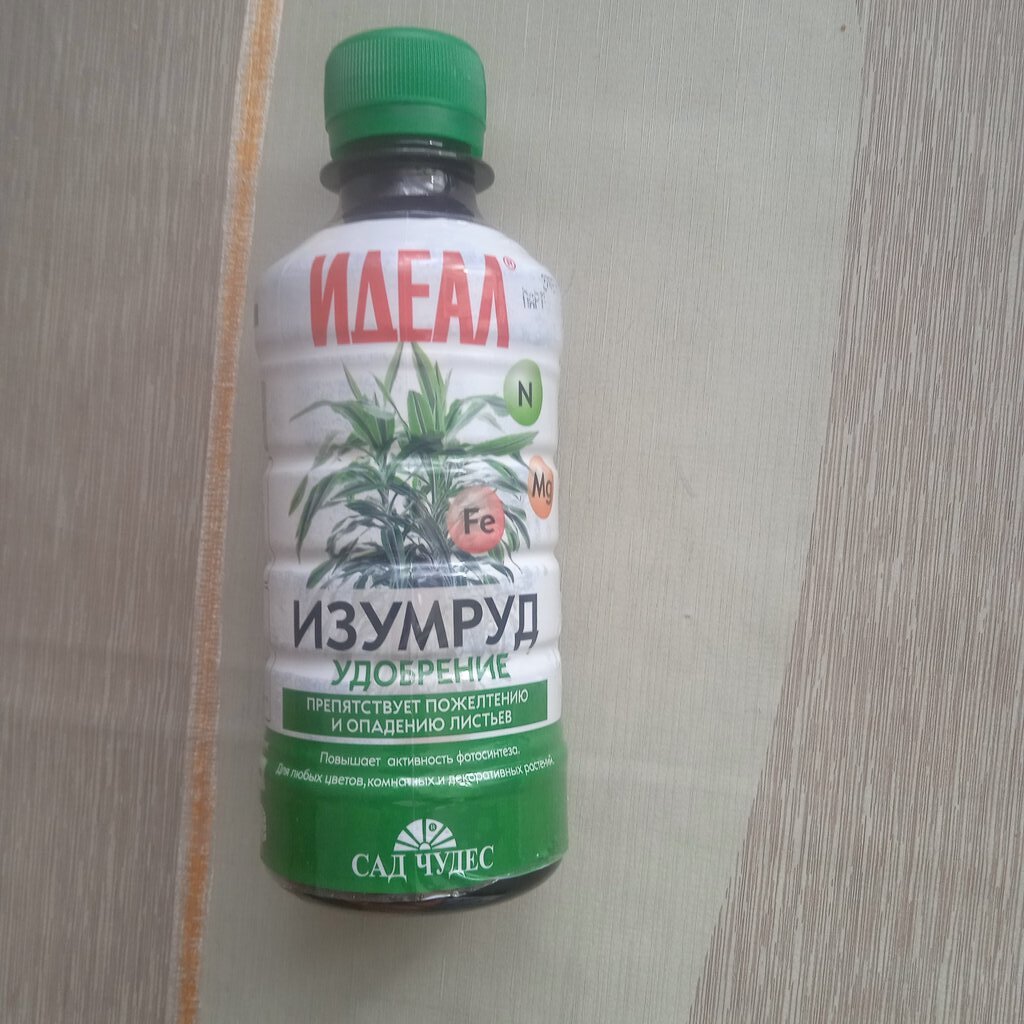 ИДЕАЛ®
N
Mg
Fe
ИЗУМРУД
УДОБРЕНИЕ
ПРЕПЯТСТВУЕТ ПОЖЕЛТЕНИЮ
И ОПАДЕНИЮ ЛИСТЬЕВ
Повышает активность фотосинтеза.
Для любых цветов, комнатных и декоративных растений.
САД ЧУДЕС